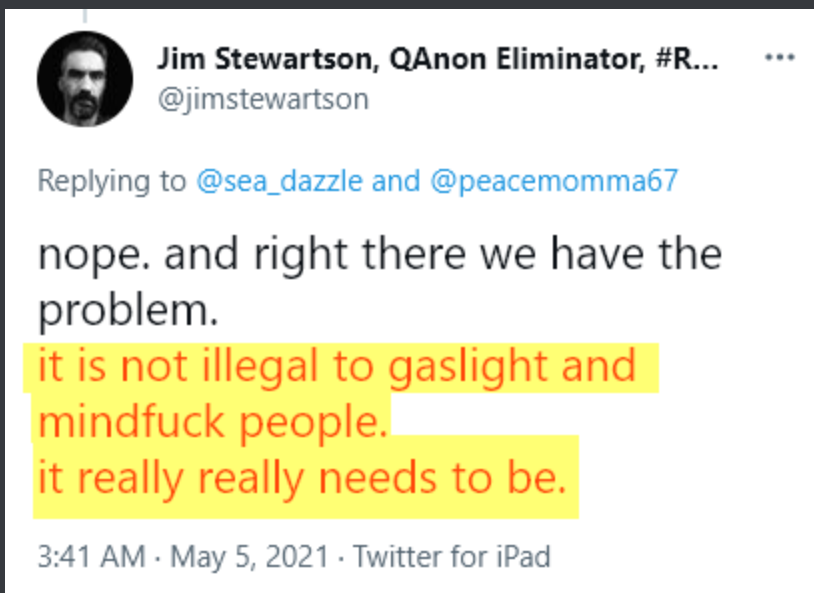 Jim Stewartson, QAnon Eliminator, #R...
@jimstewartson
Replying to @sea_dazzle and @peacemomma67
nope. and right there we have the
problem.
it is not illegal to gaslight and
mindfuck people.
it really really needs to be.
3:41 AM · May 5, 2021 · Twitter for iPad